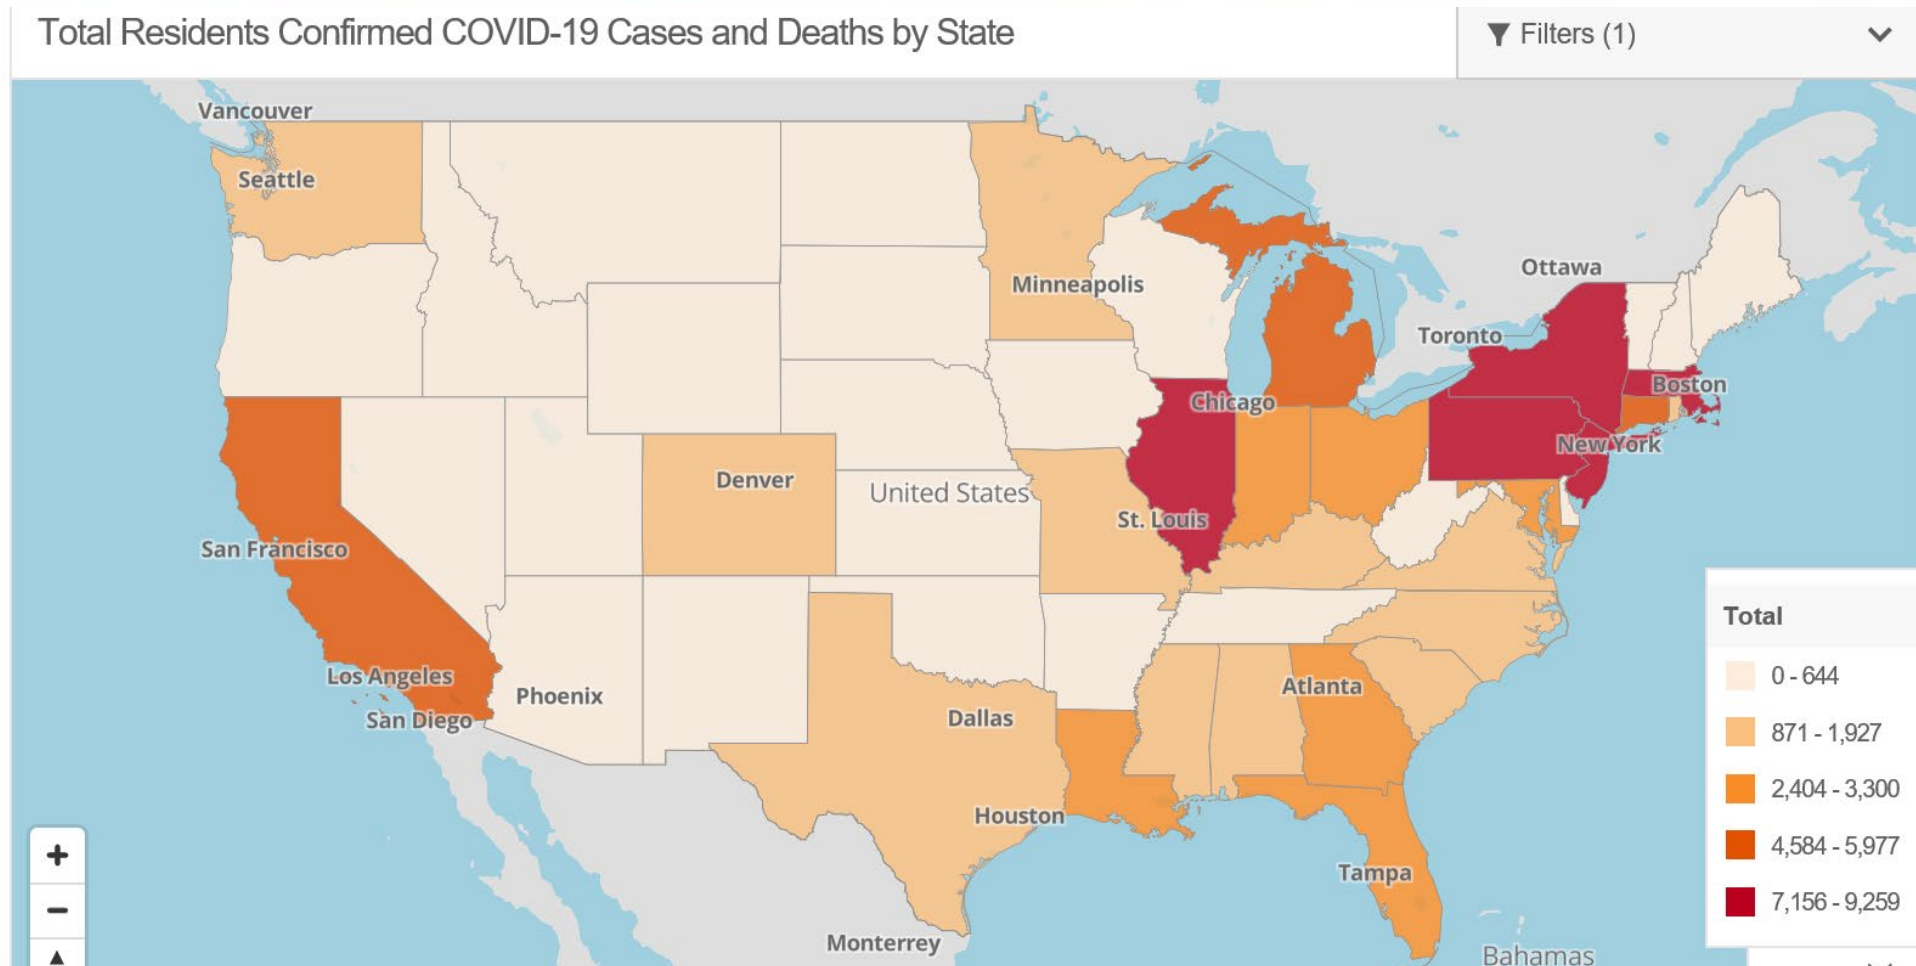 Total Residents Confirmed COVID-19 Cases and Deaths by State
Filters (1)
Vancouver
Seattle
Minneapolis
Ottawa
Toronto
Boston
Chicago
New York
Denver
United States
St. Louis
San Francisco
Los Angeles
Phoenix
San Diego
Dallas
Atlanta
Houston
Tampa
Monterrey
Bahamas
Total
0 - 644
871 - 1,927
2,404 - 3,300
4,584 - 5,977
7,156 - 9,259
+
−